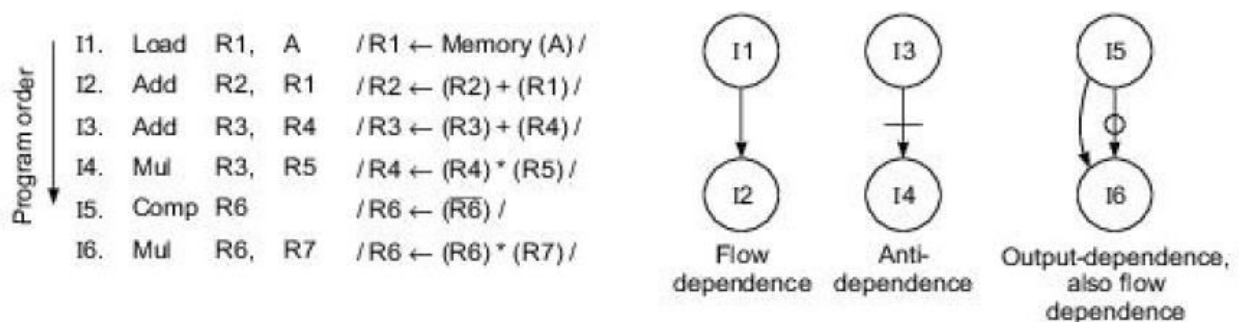 Program order
I1. Load R1, A / R1 ← Memory (A) /
I2. Add R2, R1 / R2 ← (R2) + (R1) /
I3. Add R3, R4 / R3 ← (R3) + (R4) /
I4. Mul R3, R5 / R4 ← (R4) * (R5) /
I5. Comp R6 / R6 ← (R̅6̅) /
I6. Mul R6, R7 / R6 ← (R6) * (R7) /
I1
I2
Flow
dependence
I3
I4
Anti-
dependence
I5
I6
Output-dependence,
also flow
dependence